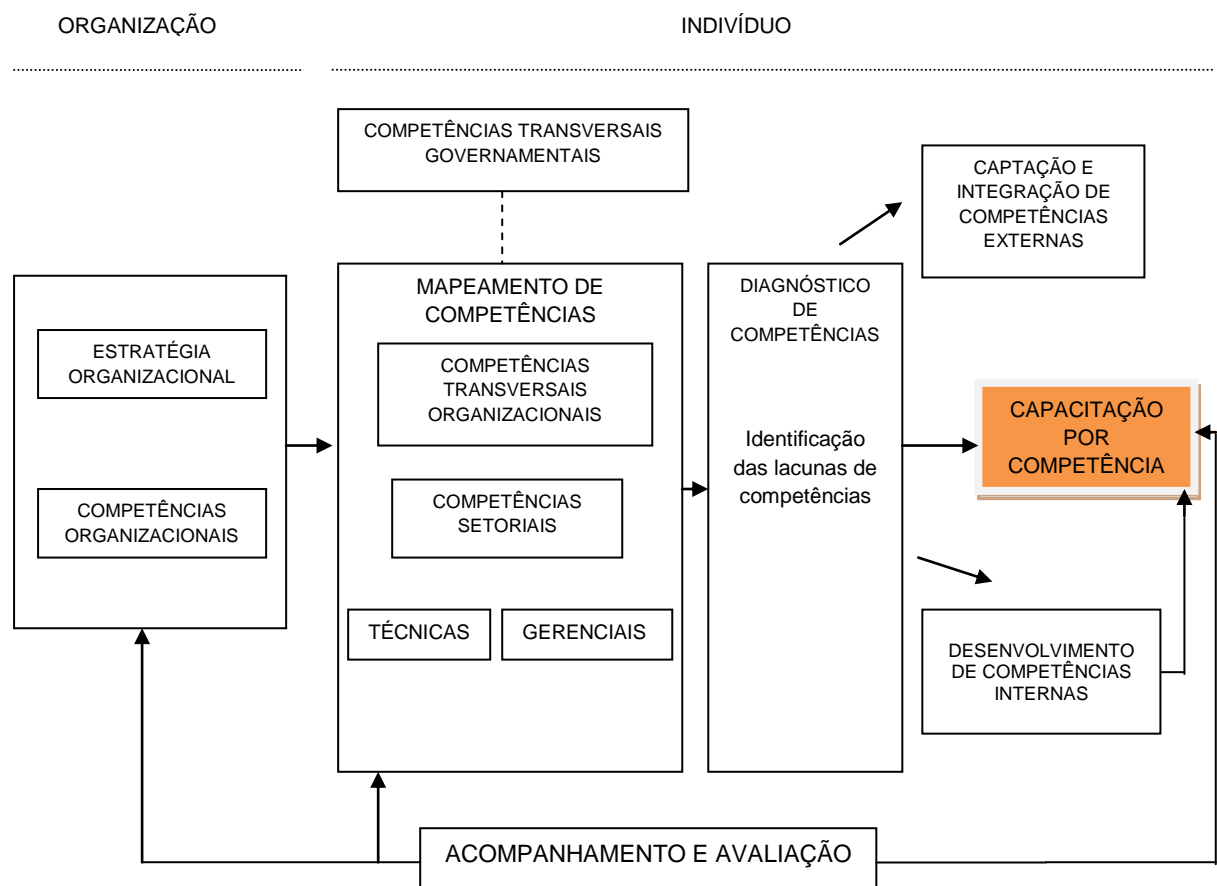 ORGANIZAÇÃO
INDIVÍDUO
COMPETÊNCIAS TRANSVERSAIS
GOVERNAMENTAIS
CAPTAÇÃO E
INTEGRAÇÃO DE
COMPETÊNCIAS
EXTERNAS
ESTRATÉGIA
ORGANIZACIONAL
COMPETÊNCIAS
ORGANIZACIONAIS
MAPEAMENTO DE
COMPETÊNCIAS
COMPETÊNCIAS
TRANSVERSAIS
ORGANIZACIONAIS
COMPETÊNCIAS
SETORIAIS
TÉCNICAS
GERENCIAIS
DIAGNÓSTICO
DE
COMPETÊNCIAS
Identificação
das lacunas de
competências
CAPACITAÇÃO
POR
COMPETÊNCIA
DESENVOLVIMENTO
DE COMPETÊNCIAS
INTERNAS
ACOMPANHAMENTO E AVALIAÇÃO